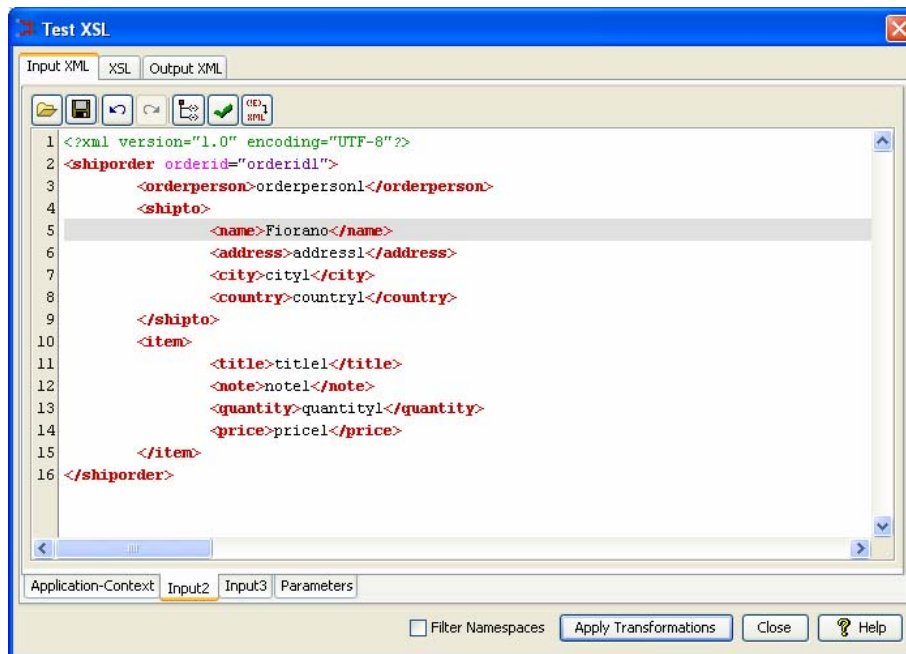 Test XSL
Input XML XSL Output XML
1 <?xml version="1.0" encoding="UTF-8"?>
2 <shiporder orderid="orderid1">
3 <orderperson>orderperson1</orderperson>
4 <shipto>
5 <name>Fiorano</name>
6 <address>address1</address>
7 <city>city1</city>
8 <country>country1</country>
9 </shipto>
10 <item>
11 <title>title1</title>
12 <note>note1</note>
13 <quantity>quantity1</quantity>
14 <price>price1</price>
15 </item>
16 </shiporder>
Application-Context Input2 Input3 Parameters
Filter Namespaces Apply Transformations Close ? Help